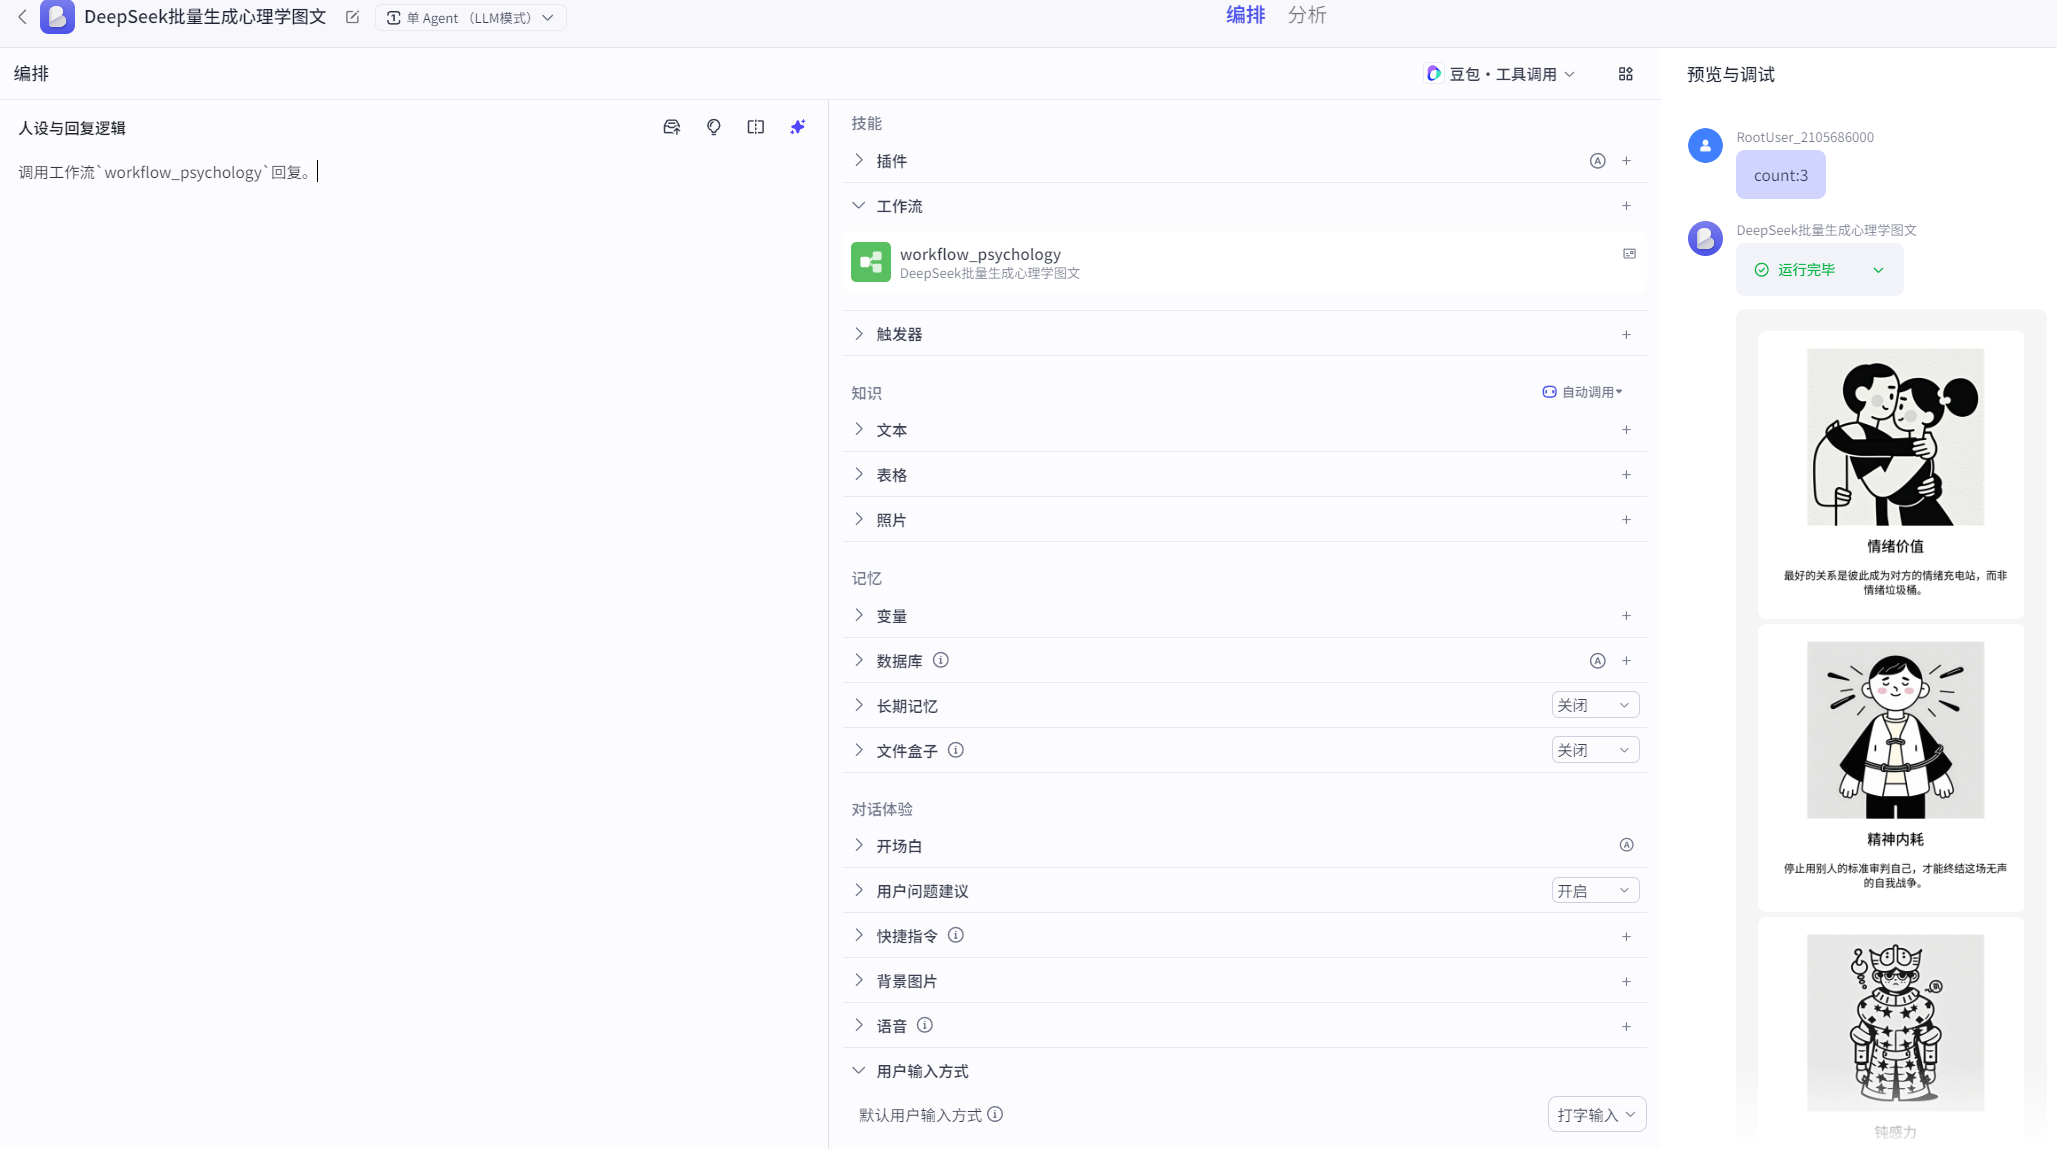 DeepSeek批量生成心理学图文
单 Agent （LLM模式）
编排
分析
编排
豆包・工具调用
预览与调试
人设与回复逻辑
调用工作流`workflow_psychology`回复。
技能
插件
工作流
workflow_psychology
DeepSeek批量生成心理学图文
触发器
知识
自动调用
文本
表格
照片
记忆
变量
数据库
长期记忆
关闭
文件盒子
关闭
对话体验
开场白
用户问题建议
开启
快捷指令
背景图片
语音
用户输入方式
默认用户输入方式
打字输入
RootUser_2105686000
count:3
DeepSeek批量生成心理学图文
运行完毕
情绪价值
最好的关系是彼此成为对方的情绪充电站，而非
情绪垃圾桶。
精神内耗
停止用别人的标准审判自己，才能终结这场无声
的自我战争。
钝感力